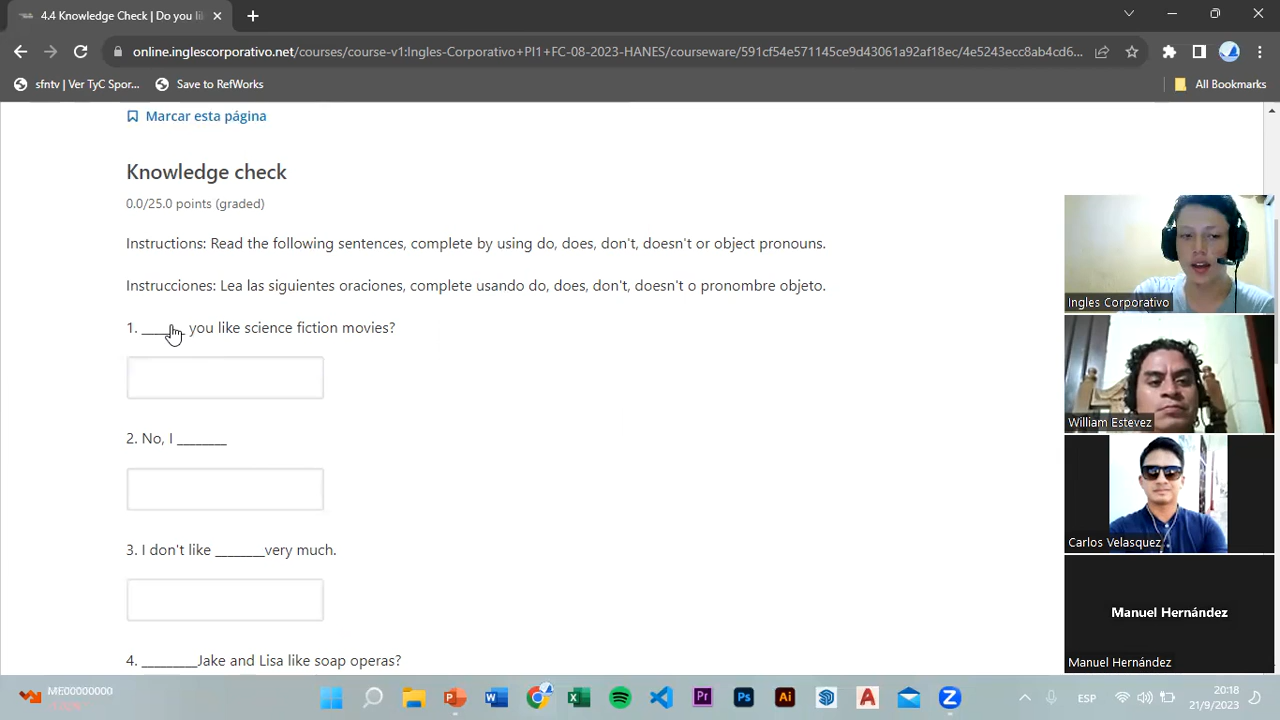 4.4 Knowledge Check | Do you li
online.inglescorporativo.net/courses/course-v1:Ingles-Corporativo+PI1+FC-08-2023-HANES/courseware/591cf54e571145ce9d43061a92af18ec/4e5243ecc8ab4cd6...
sfntv | Ver TyC Spor...
Save to RefWorks
All Bookmarks
Marcar esta página
Knowledge check
0.0/25.0 points (graded)
Instructions: Read the following sentences, complete by using do, does, don't, doesn't or object pronouns.
Instrucciones: Lea las siguientes oraciones, complete usando do, does, don't, doesn't o pronombre objeto.
1. ______ you like science fiction movies?
2. No, I _______
3. I don't like _______very much.
4. ________Jake and Lisa like soap operas?
Ingles Corporativo
William Estevez
Carlos Velasquez
Manuel Hernández
Manuel Hernández
ME00000000
ESP
20:18
21/9/2023